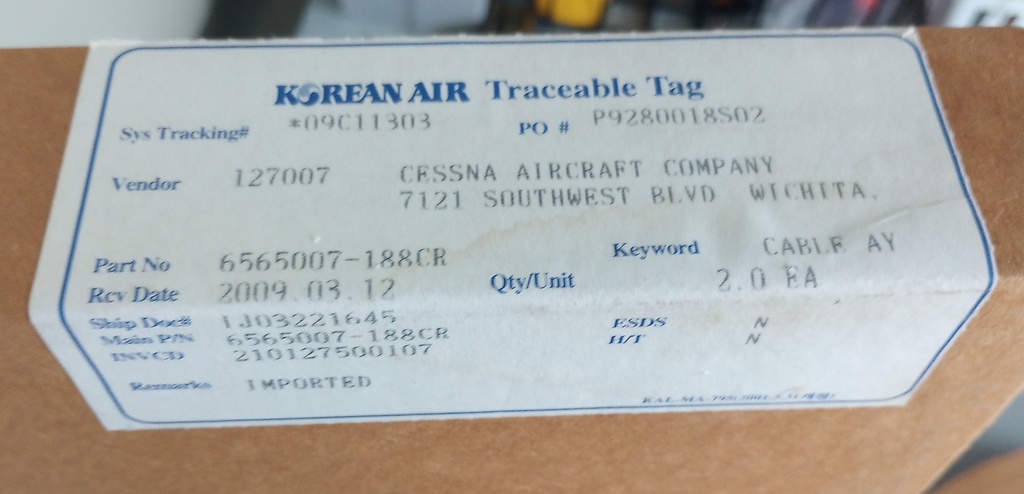 KOREAN AIR Traceable Tag
Sys Tracking# *09C11303 PO # P9280018S02
Vendor 127007 CESSNA AIRCRAFT COMPANY
7121 SOUTHWEST BLVD WICHITA,
Part No 6565007-188CR Keyword CABLE AY
Rcv Date 2009.03.12 Qty/Unit 2.0 EA
Ship Doc# 1J03221645 ESDS N
Main P/N 6565007-188CR H/T N
INVCD 210127500107
Remarks IMPORTED